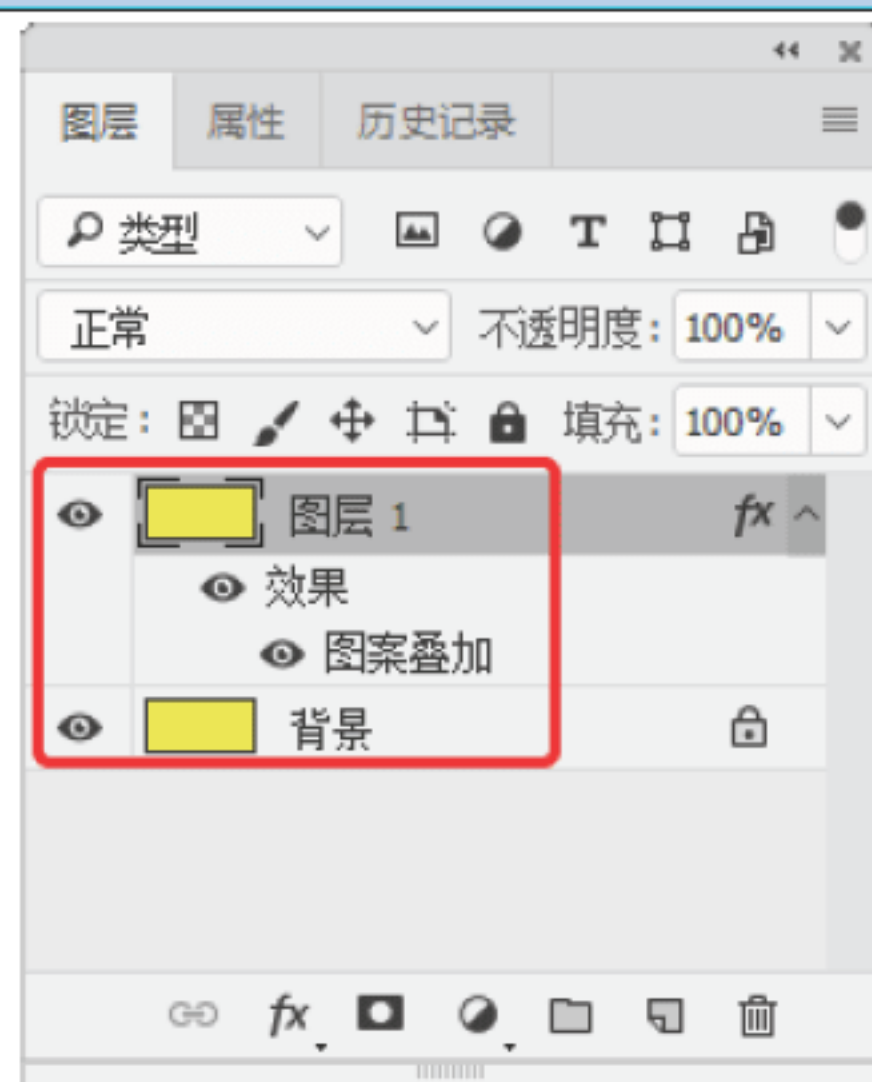 图层 属性 历史记录
类型 T
正常 不透明度: 100%
锁定: 填充: 100%
图层 1 fx
效果
图案叠加
背景
fx